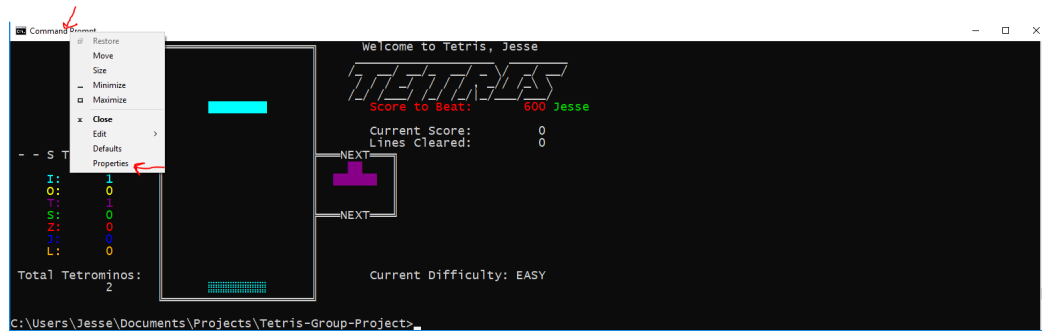 Command Prompt
Restore
Move
Size
Minimize
Maximize
Close
Edit
Defaults
Properties
Welcome to Tetris, Jesse
TETRIS
Score to Beat: 600 Jesse
Current Score: 0
Lines Cleared: 0
- - S T
NEXT
I: 1
O: 0
T: 1
S: 0
Z: 0
J: 0
L: 0
NEXT
Total Tetrominos:
2
Current Difficulty: EASY
C:\Users\Jesse\Documents\Projects\Tetris-Group-Project>